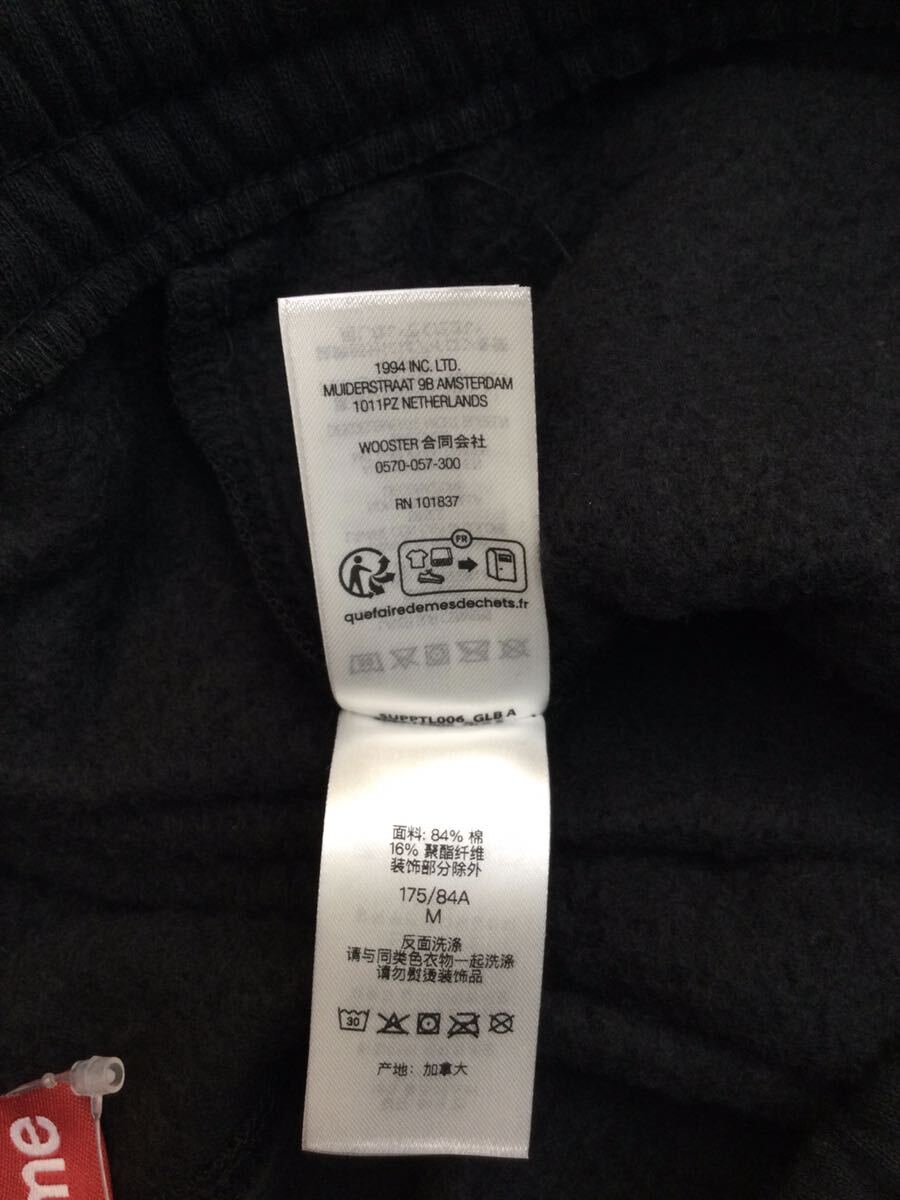 1994 INC. LTD.
MUIDERSTRAAT 9B AMSTERDAM
1011PZ NETHERLANDS
WOOSTER 合同会社
0570-057-300
RN 101837
FR
quefairedemesdechets.fr
SUPPTL006_GLB A
面料: 84% 棉
16% 聚酯纤维
装饰部分除外
175/84A
M
反面洗涤
请与同类色衣物一起洗涤
请勿熨烫装饰品
30
产地: 加拿大
me